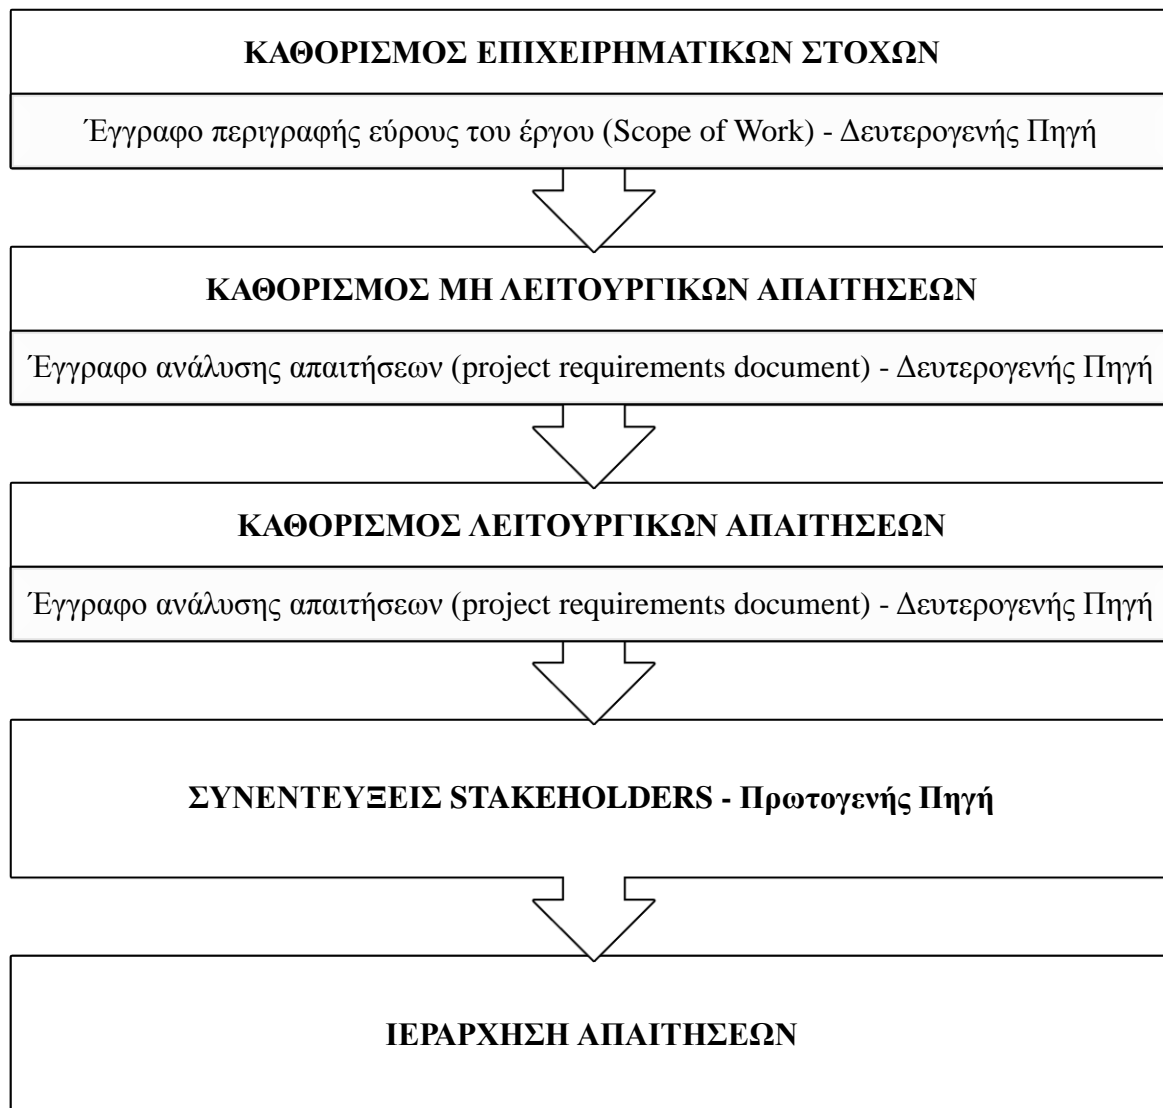 ΚΑΘΟΡΙΣΜΟΣ ΕΠΙΧΕΙΡΗΜΑΤΙΚΩΝ ΣΤΟΧΩΝ
Έγγραφο περιγραφής εύρους του έργου (Scope of Work) - Δευτερογενής Πηγή
ΚΑΘΟΡΙΣΜΟΣ ΜΗ ΛΕΙΤΟΥΡΓΙΚΩΝ ΑΠΑΙΤΗΣΕΩΝ
Έγγραφο ανάλυσης απαιτήσεων (project requirements document) - Δευτερογενής Πηγή
ΚΑΘΟΡΙΣΜΟΣ ΛΕΙΤΟΥΡΓΙΚΩΝ ΑΠΑΙΤΗΣΕΩΝ
Έγγραφο ανάλυσης απαιτήσεων (project requirements document) - Δευτερογενής Πηγή
ΣΥΝΕΝΤΕΥΞΕΙΣ STAKEHOLDERS - Πρωτογενής Πηγή
ΙΕΡΑΡΧΗΣΗ ΑΠΑΙΤΗΣΕΩΝ